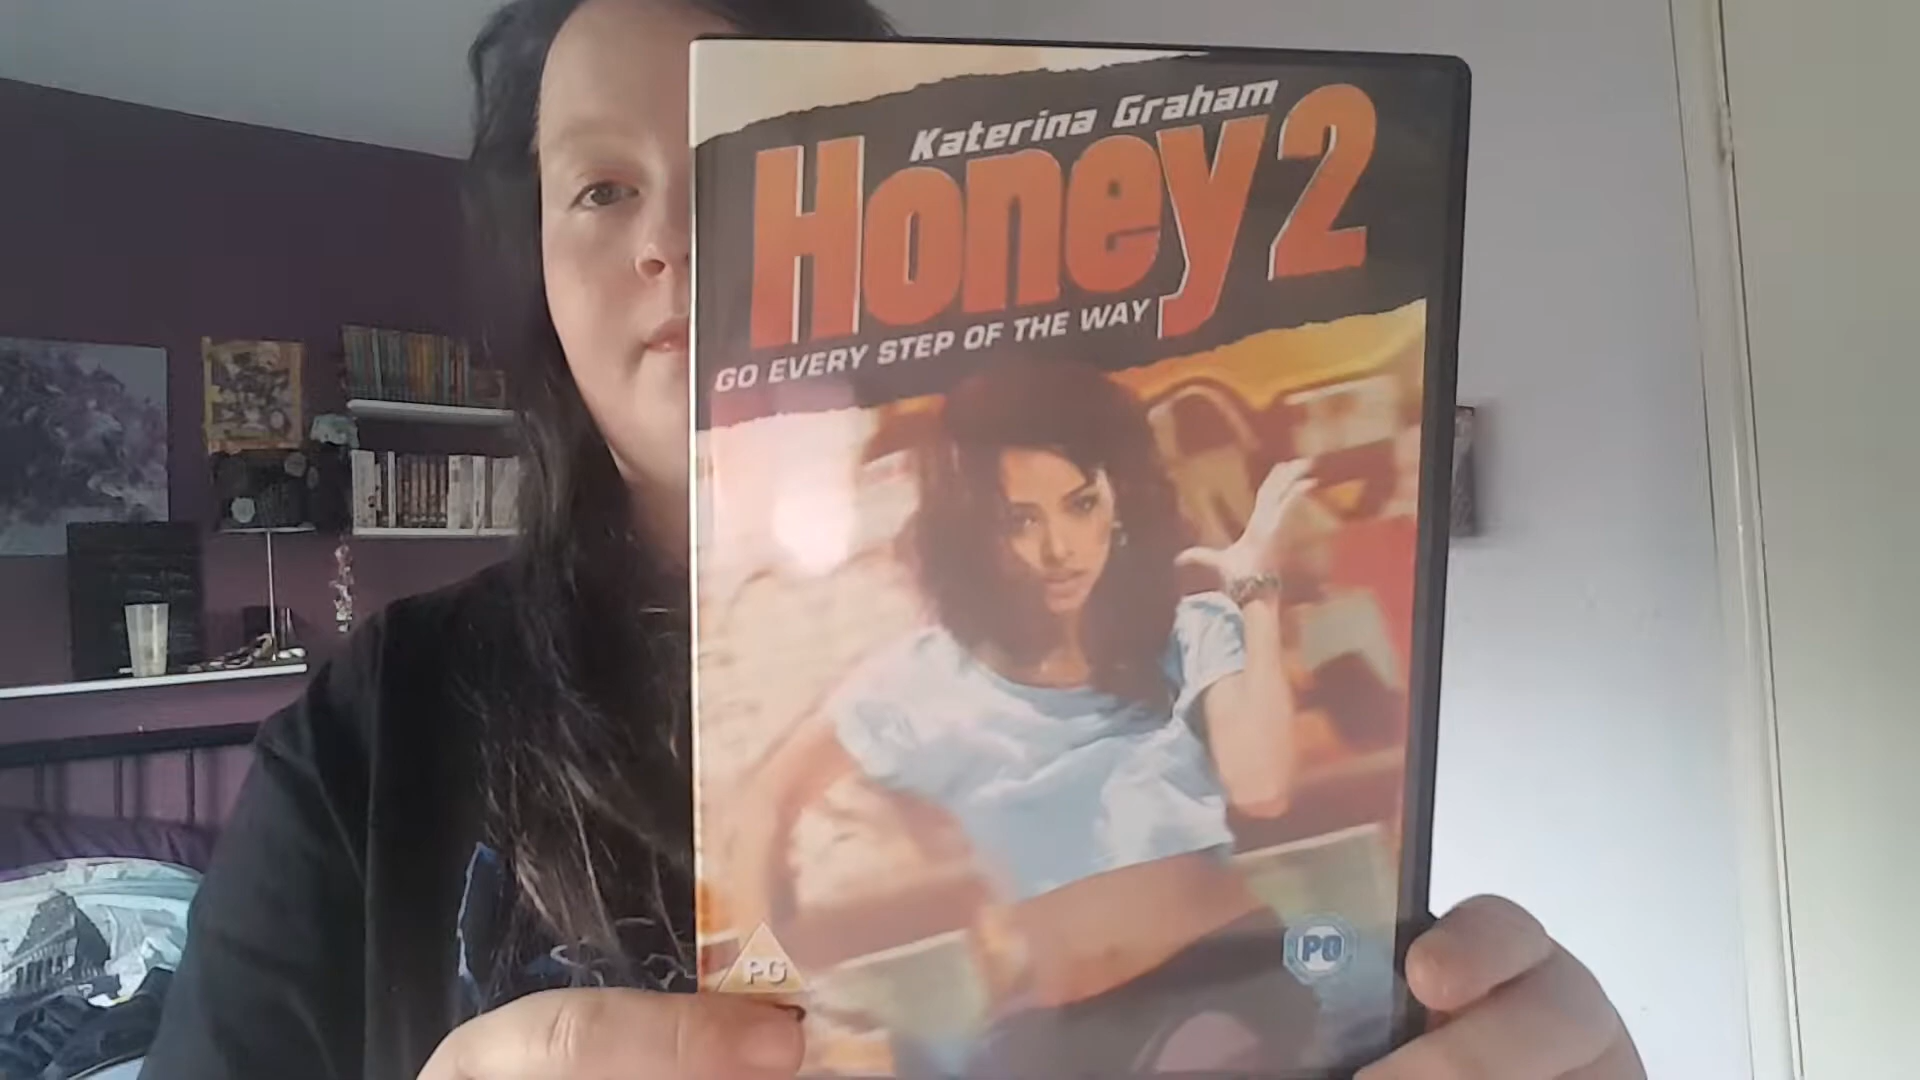 Katerina Graham
Honey 2
GO EVERY STEP OF THE WAY
PG
PG